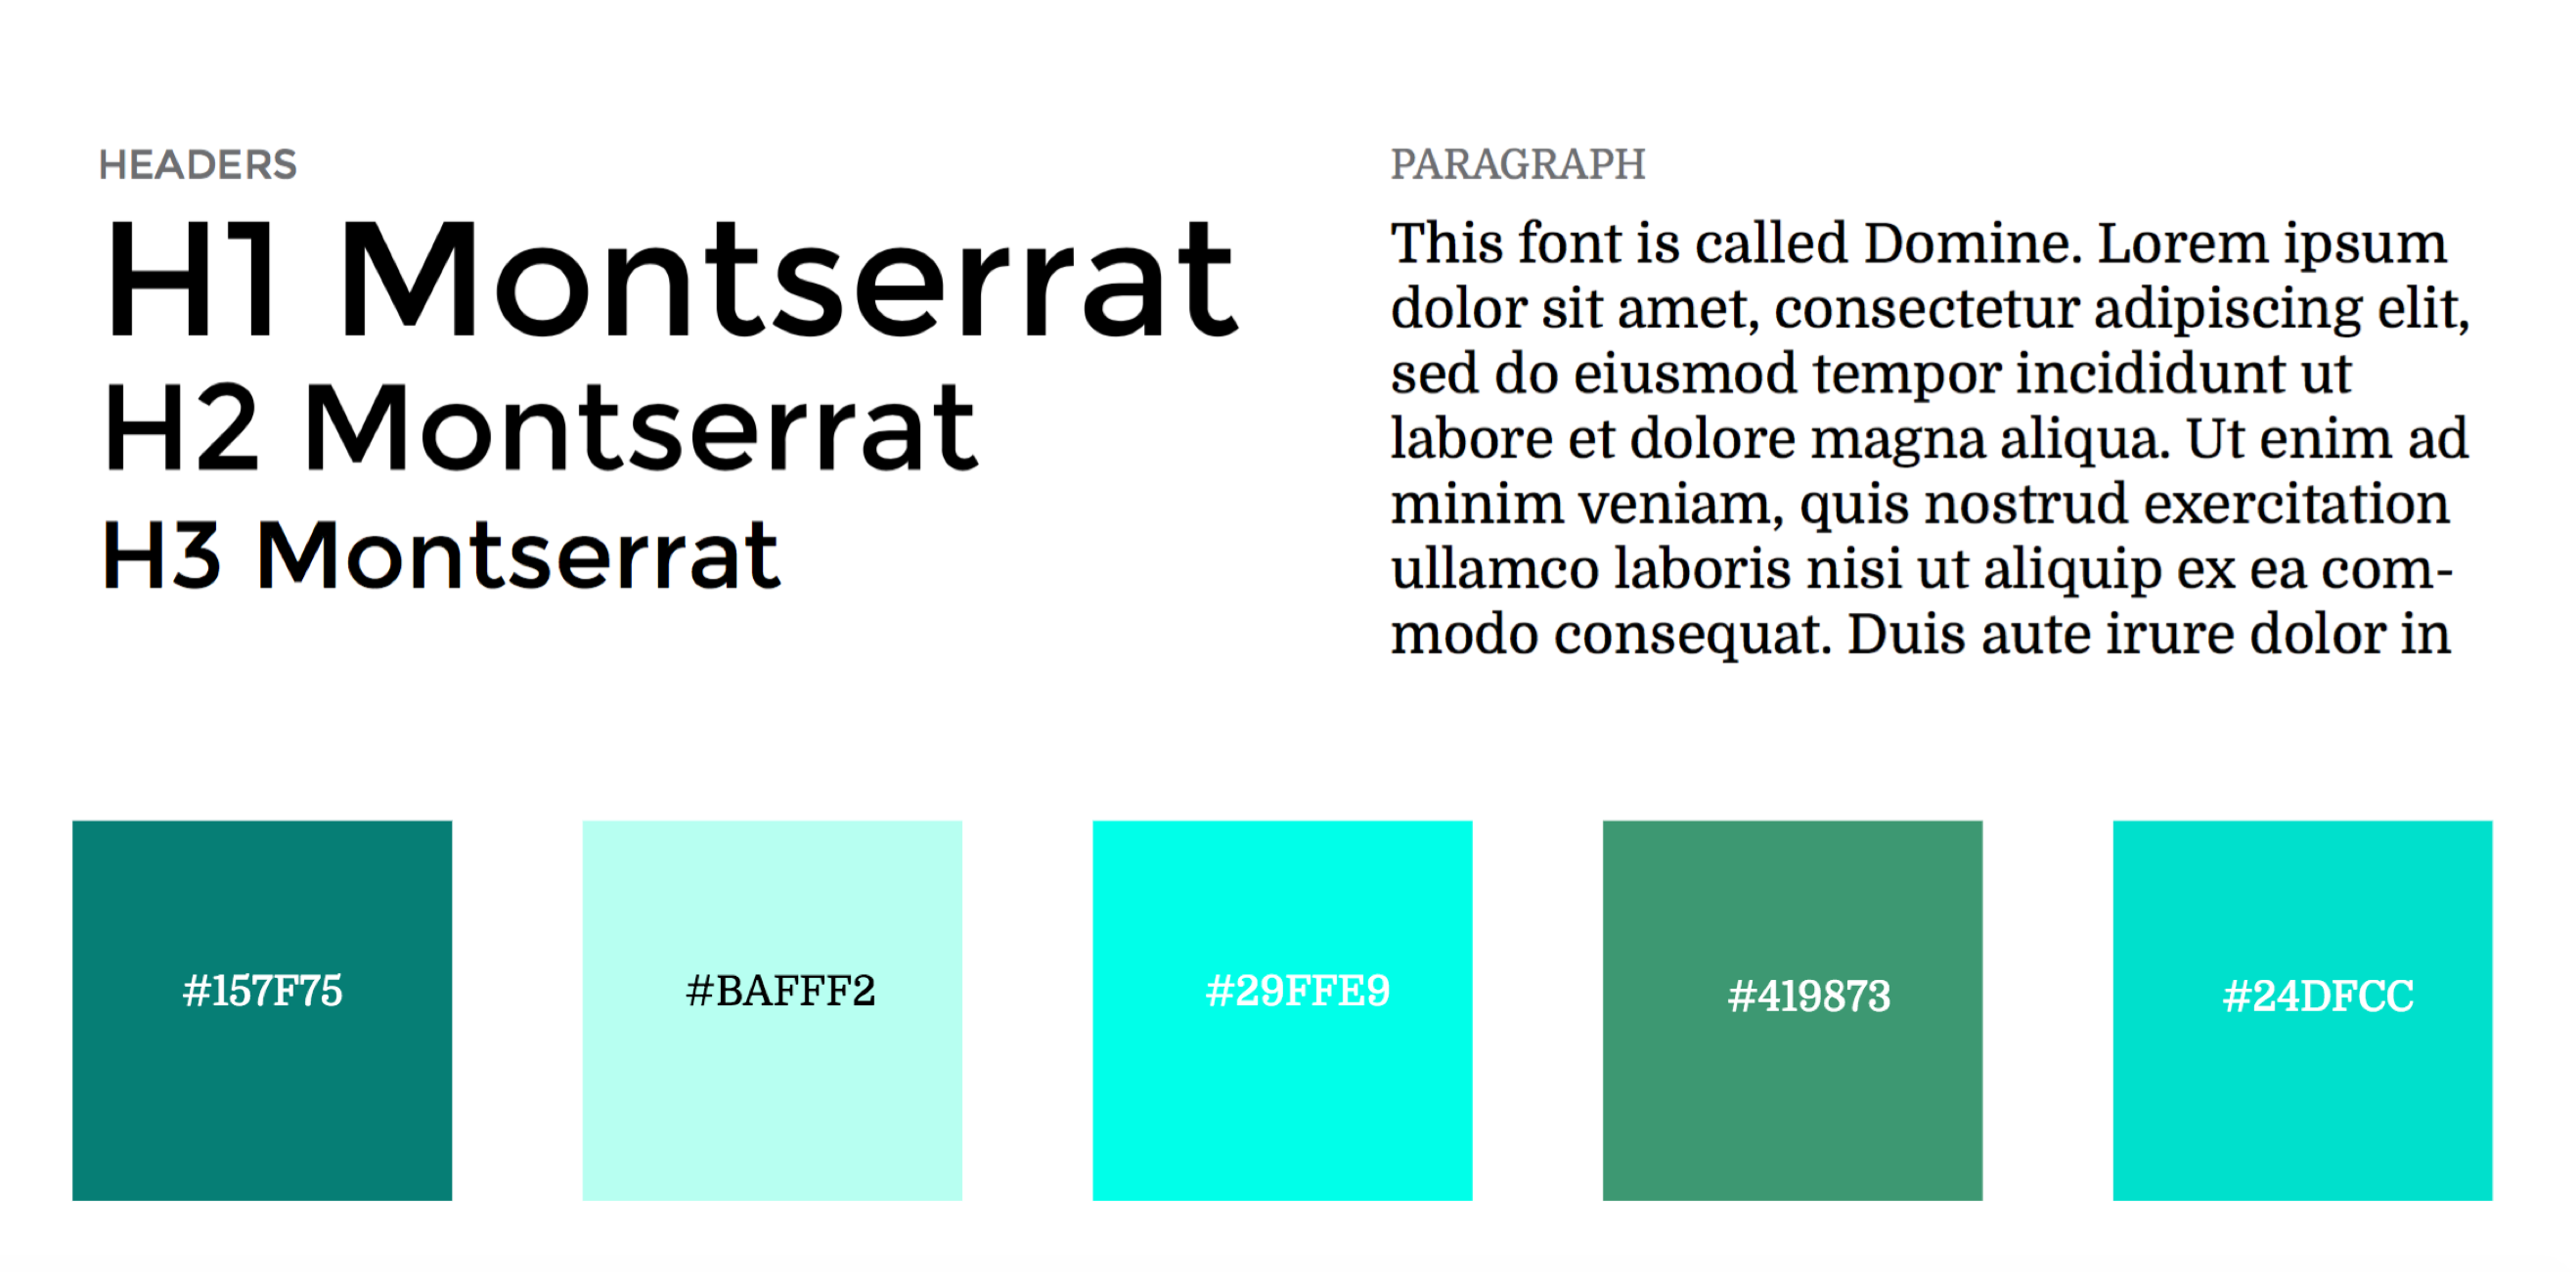 HEADERS
H1 Montserrat
H2 Montserrat
H3 Montserrat
PARAGRAPH
This font is called Domine. Lorem ipsum
dolor sit amet, consectetur adipiscing elit,
sed do eiusmod tempor incididunt ut
labore et dolore magna aliqua. Ut enim ad
minim veniam, quis nostrud exercitation
ullamco laboris nisi ut aliquip ex ea com-
modo consequat. Duis aute irure dolor in
#157F75
#BAFFF2
#29FFE9
#419873
#24DFCC